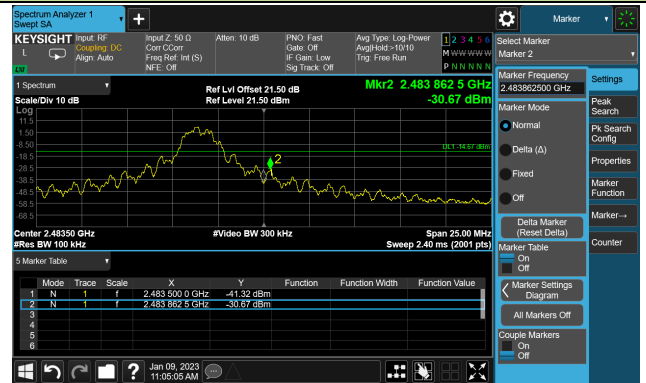 Spectrum Analyzer 1
Swept SA
Marker
KEYSIGHT
L
Input: RF
Coupling: DC
Align: Auto
Input Z: 50 Ω
Corr CCorr
Freq Ref: Int (S)
NFE: Off
Atten: 10 dB
PNO: Fast
Gate: Off
IF Gain: Low
Sig Track: Off
Avg Type: Log-Power
Avg|Hold:>10/10
Trig: Free Run
1 2 3 4 5 6
M W W W W W
P N N N N N
Select Marker
Marker 2
1 Spectrum
Scale/Div 10 dB
Ref Lvl Offset 21.50 dB
Ref Level 21.50 dBm
Mkr2 2.483 862 5 GHz
-30.67 dBm
Log
11.5
1.50
-8.50
-18.5
-28.5
-38.5
-48.5
-58.5
-68.5
DL1 -14.67 dBm
2
Center 2.48350 GHz
#Res BW 100 kHz
#Video BW 300 kHz
Span 25.00 MHz
Sweep 2.40 ms (2001 pts)
5 Marker Table
Mode Trace Scale X Y Function Function Width Function Value
1 N 1 f 2.483 500 0 GHz -41.32 dBm
2 N 1 f 2.483 862 5 GHz -30.67 dBm
3
4
5
6
Marker Frequency
2.483862500 GHz
Marker Mode
Normal
Delta (Δ)
Fixed
Off
Delta Marker
(Reset Delta)
Marker Table
On
Off
Marker Settings
Diagram
All Markers Off
Couple Markers
On
Off
Settings
Peak
Search
Pk Search
Config
Properties
Marker
Function
Marker→
Counter
?
Jan 09, 2023
11:05:05 AM